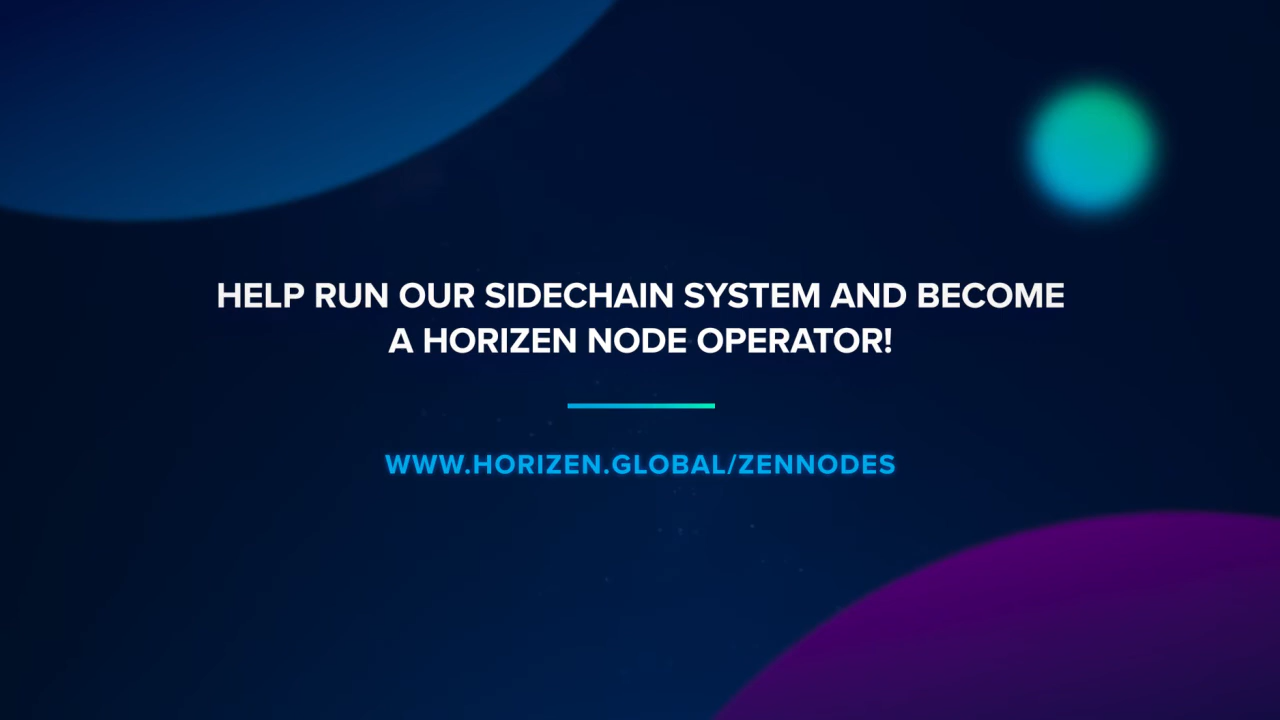 HELP RUN OUR SIDECHAIN SYSTEM AND BECOME
A HORIZEN NODE OPERATOR!
WWW.HORIZEN.GLOBAL/ZENNODES